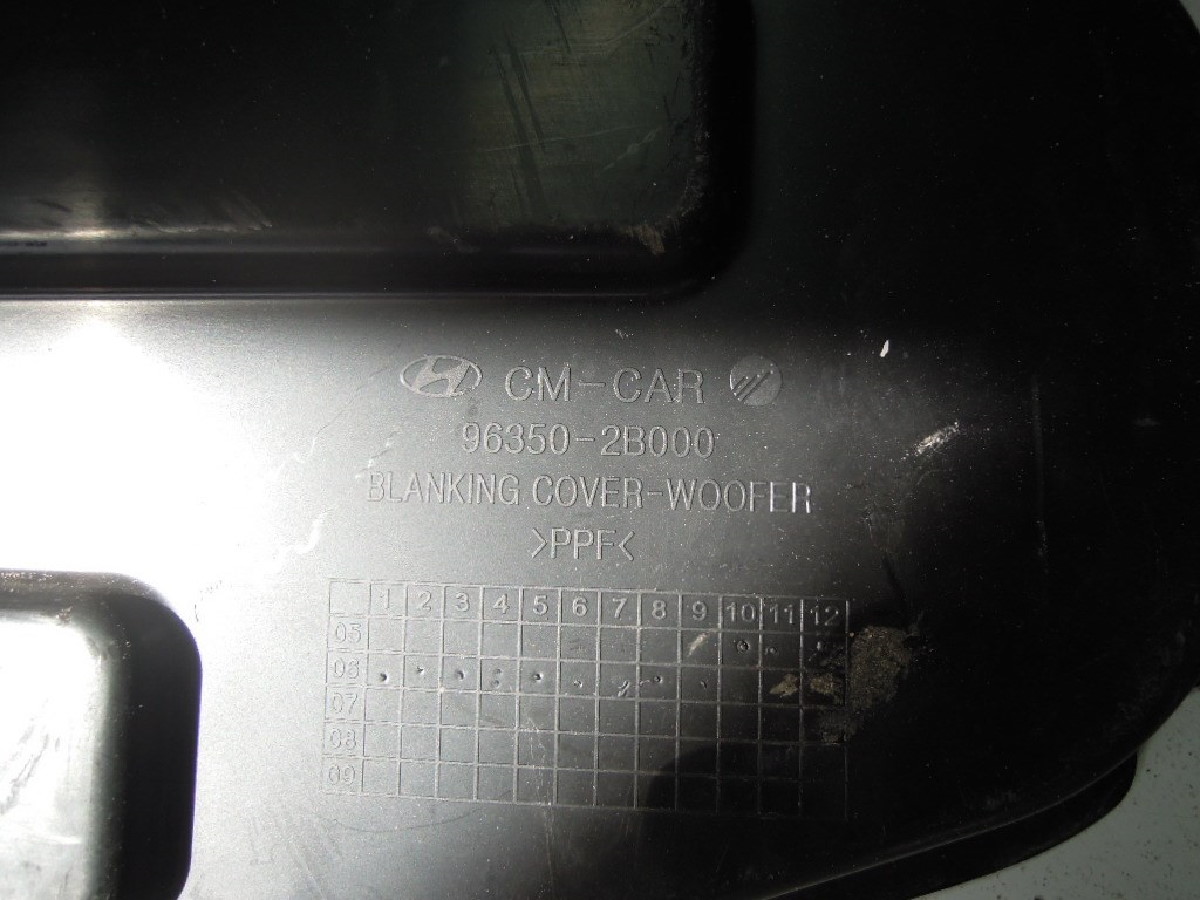 CM-CAR
96350-2B000
BLANKING COVER-WOOFER
>PPF<
1 2 3 4 5 6 7 8 9 10 11 12
05
06
07
08
09